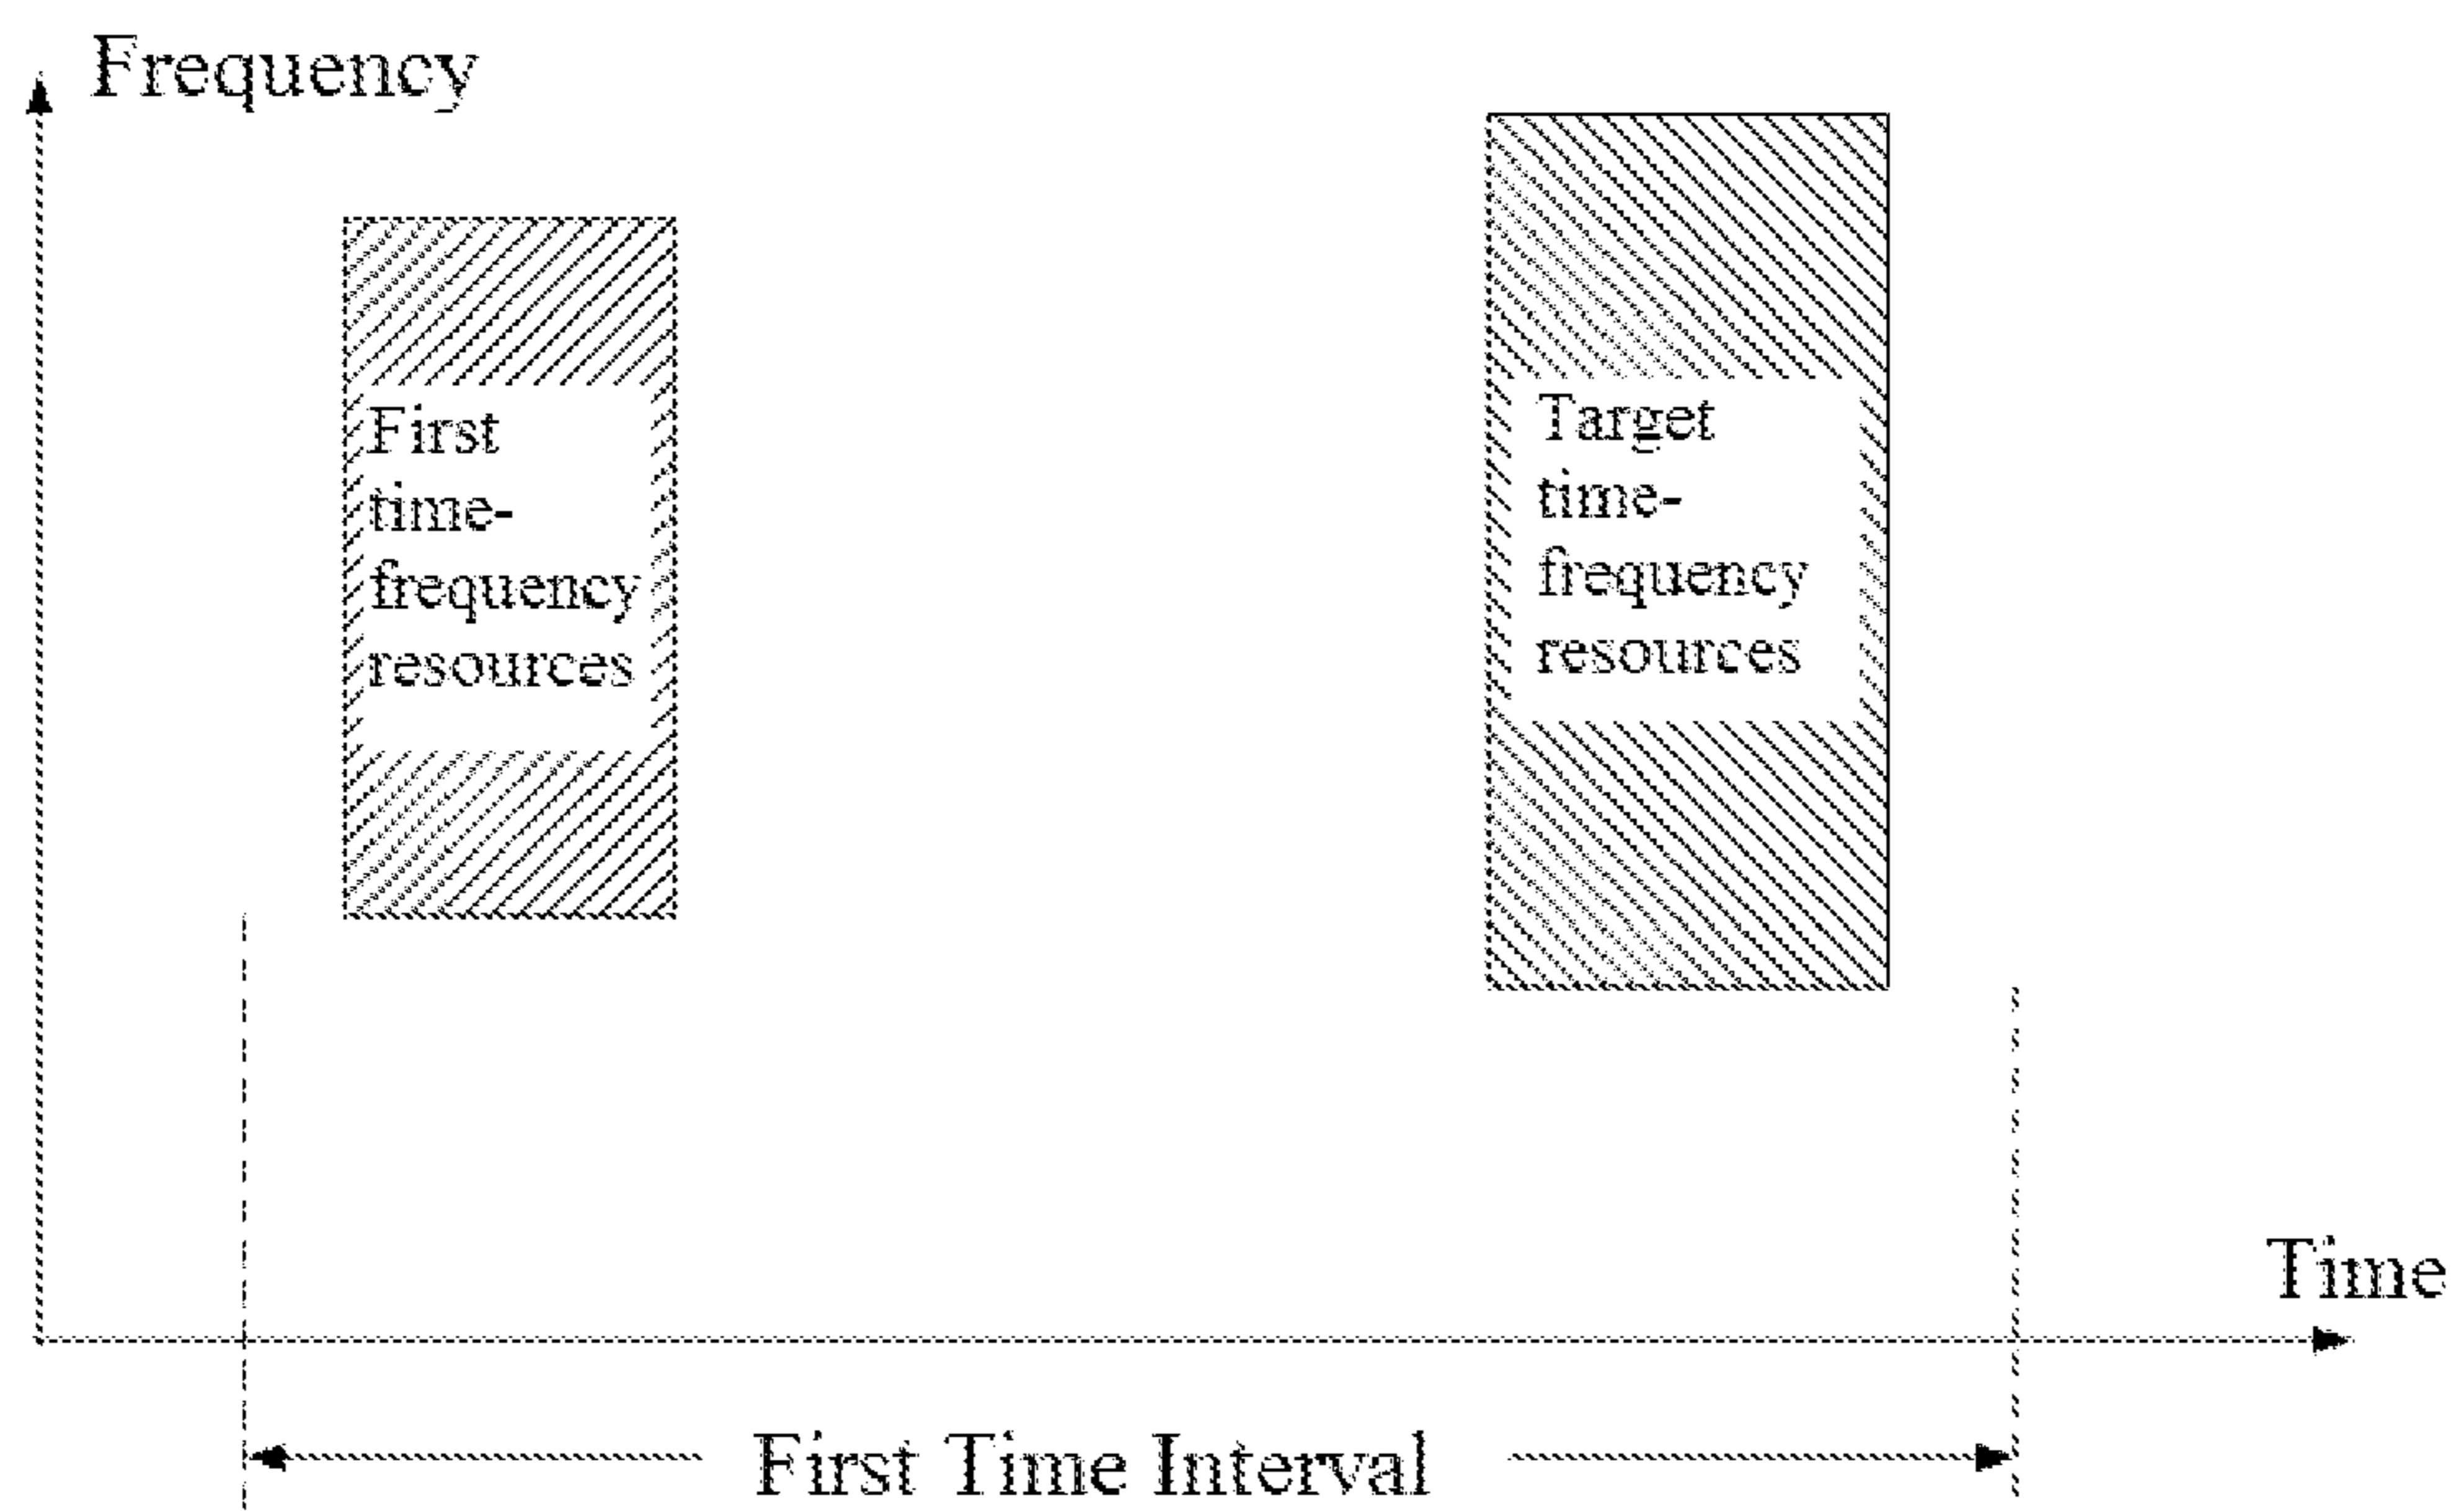 Frequency
First
time-
frequency
resources
Target
time-
frequency
resources
Time
First Time Interval